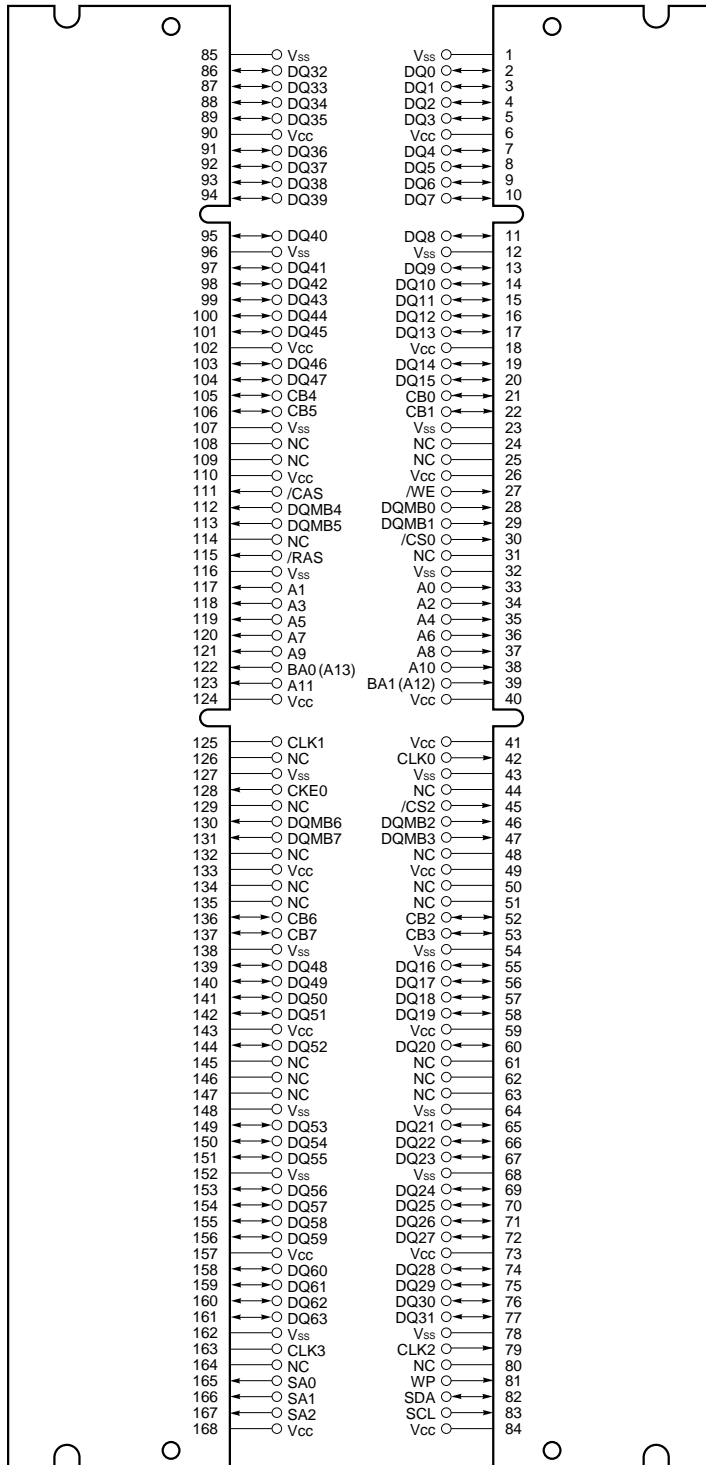 85 Vss Vss 1
86 DQ32 DQ0 2
87 DQ33 DQ1 3
88 DQ34 DQ2 4
89 DQ35 DQ3 5
90 Vcc Vcc 6
91 DQ36 DQ4 7
92 DQ37 DQ5 8
93 DQ38 DQ6 9
94 DQ39 DQ7 10
95 DQ40 DQ8 11
96 Vss Vss 12
97 DQ41 DQ9 13
98 DQ42 DQ10 14
99 DQ43 DQ11 15
100 DQ44 DQ12 16
101 DQ45 DQ13 17
102 Vcc Vcc 18
103 DQ46 DQ14 19
104 DQ47 DQ15 20
105 CB4 CB0 21
106 CB5 CB1 22
107 Vss Vss 23
108 NC NC 24
109 NC NC 25
110 Vcc Vcc 26
111 /CAS /WE 27
112 DQMB4 DQMB0 28
113 DQMB5 DQMB1 29
114 NC /CS0 30
115 /RAS NC 31
116 Vss Vss 32
117 A1 A0 33
118 A3 A2 34
119 A5 A4 35
120 A7 A6 36
121 A9 A8 37
122 BA0 (A13) A10 38
123 A11 BA1 (A12) 39
124 Vcc Vcc 40
125 CLK1 Vcc 41
126 NC CLK0 42
127 Vss Vss 43
128 CKE0 NC 44
129 NC /CS2 45
130 DQMB6 DQMB2 46
131 DQMB7 DQMB3 47
132 NC NC 48
133 Vcc Vcc 49
134 NC NC 50
135 NC NC 51
136 CB6 CB2 52
137 CB7 CB3 53
138 Vss Vss 54
139 DQ48 DQ16 55
140 DQ49 DQ17 56
141 DQ50 DQ18 57
142 DQ51 DQ19 58
143 Vcc Vcc 59
144 DQ52 DQ20 60
145 NC NC 61
146 NC NC 62
147 NC NC 63
148 Vss Vss 64
149 DQ53 DQ21 65
150 DQ54 DQ22 66
151 DQ55 DQ23 67
152 Vss Vss 68
153 DQ56 DQ24 69
154 DQ57 DQ25 70
155 DQ58 DQ26 71
156 DQ59 DQ27 72
157 Vcc Vcc 73
158 DQ60 DQ28 74
159 DQ61 DQ29 75
160 DQ62 DQ30 76
161 DQ63 DQ31 77
162 Vss Vss 78
163 CLK3 CLK2 79
164 NC NC 80
165 SA0 WP 81
166 SA1 SDA 82
167 SA2 SCL 83
168 Vcc Vcc 84